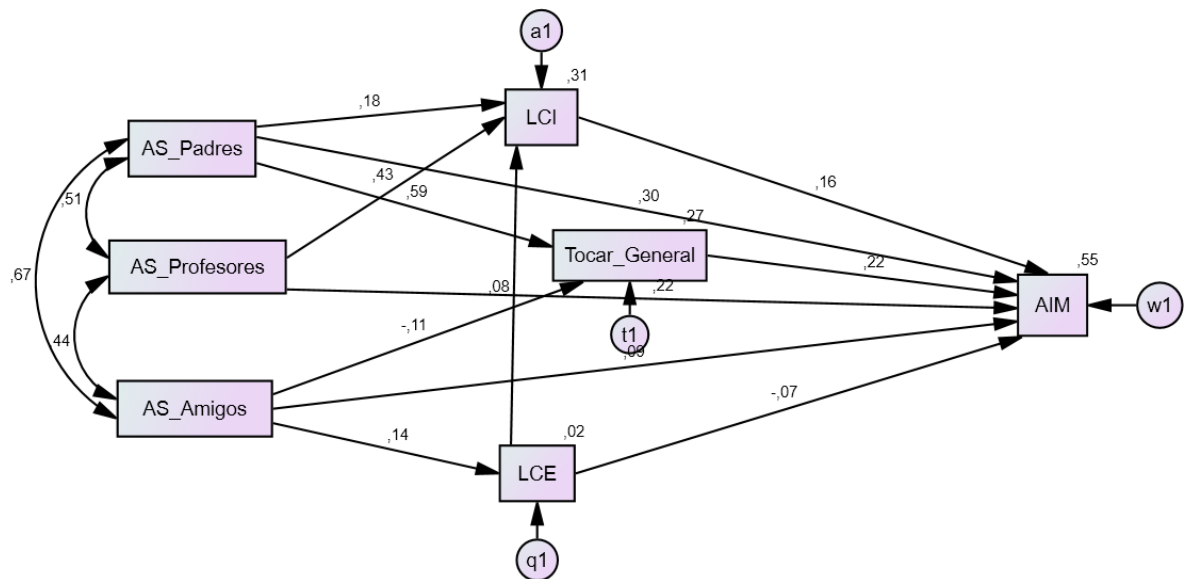 a1
,31
LCI
,18
AS_Padres
,43
,59
,51
,30
,16
,27
Tocar_General
,55
AS_Profesores
,22
,67
,08
,22
AIM
w1
-,11
t1
44
,09
AS_Amigos
-,07
,14
,02
LCE
q1